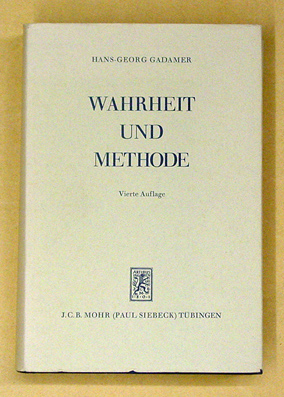 HANS-GEORG GADAMER
WAHRHEIT
UND
METHODE
Vierte Auflage
J.C.B. MOHR (PAUL SIEBECK) TÜBINGEN